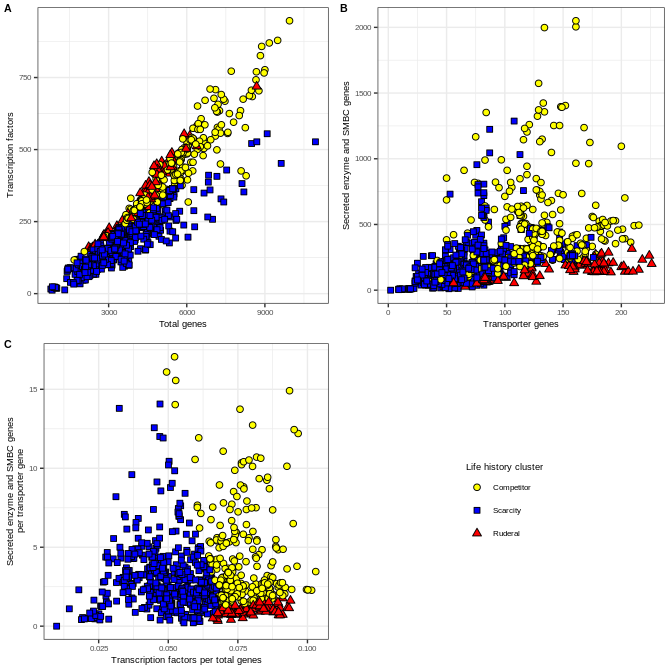 A
Transcription factors
750
500
250
0
3000
6000
9000
Total genes
B
Secreted enzyme and SMBC genes
2000
1500
1000
500
0
0
50
100
150
200
Transporter genes
C
Secreted enzyme and SMBC genes
per transporter gene
15
10
5
0
0.025
0.050
0.075
0.100
Transcription factors per total genes
Life history cluster
Competitor
Scarcity
Ruderal